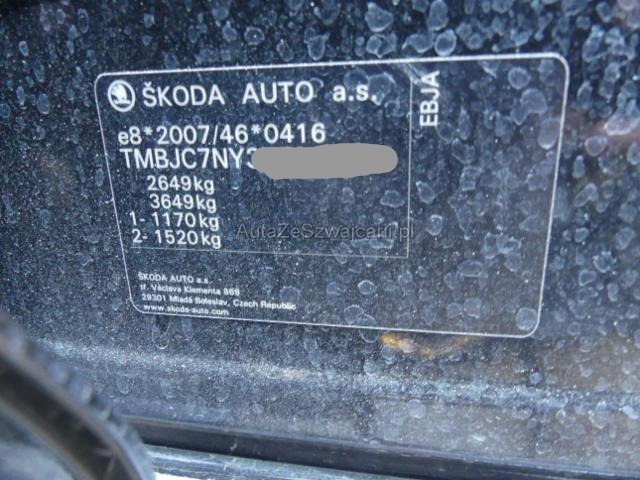 ŠKODA AUTO a.s.
EBJA
e8*2007/46*0416
TMBJC7NY3
2649kg
3649kg
1- 1170kg
2- 1520kg
AutaZeSzwajcarii.pl
ŠKODA AUTO a.s.
tř. Václava Klementa 869
29301 Mladá Boleslav, Czech Republic
www.skoda-auto.com